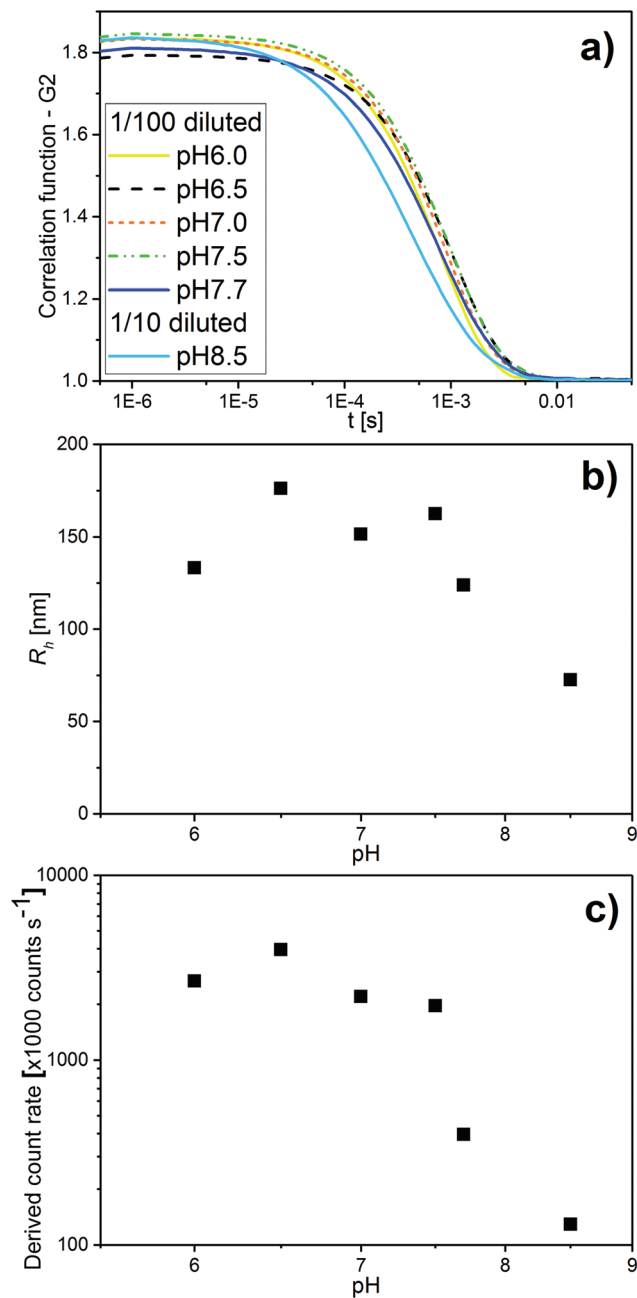 a)
Correlation function - G2
1.8
1.6
1.4
1.2
1.0
1/100 diluted
pH6.0
pH6.5
pH7.0
pH7.5
pH7.7
1/10 diluted
pH8.5
1E-6 1E-5 1E-4 1E-3 0.01
t [s]
b)
R_h [nm]
200
150
100
50
0
6 7 8 9
pH
c)
Derived count rate [x1000 counts s⁻¹]
10000
1000
100
6 7 8 9
pH